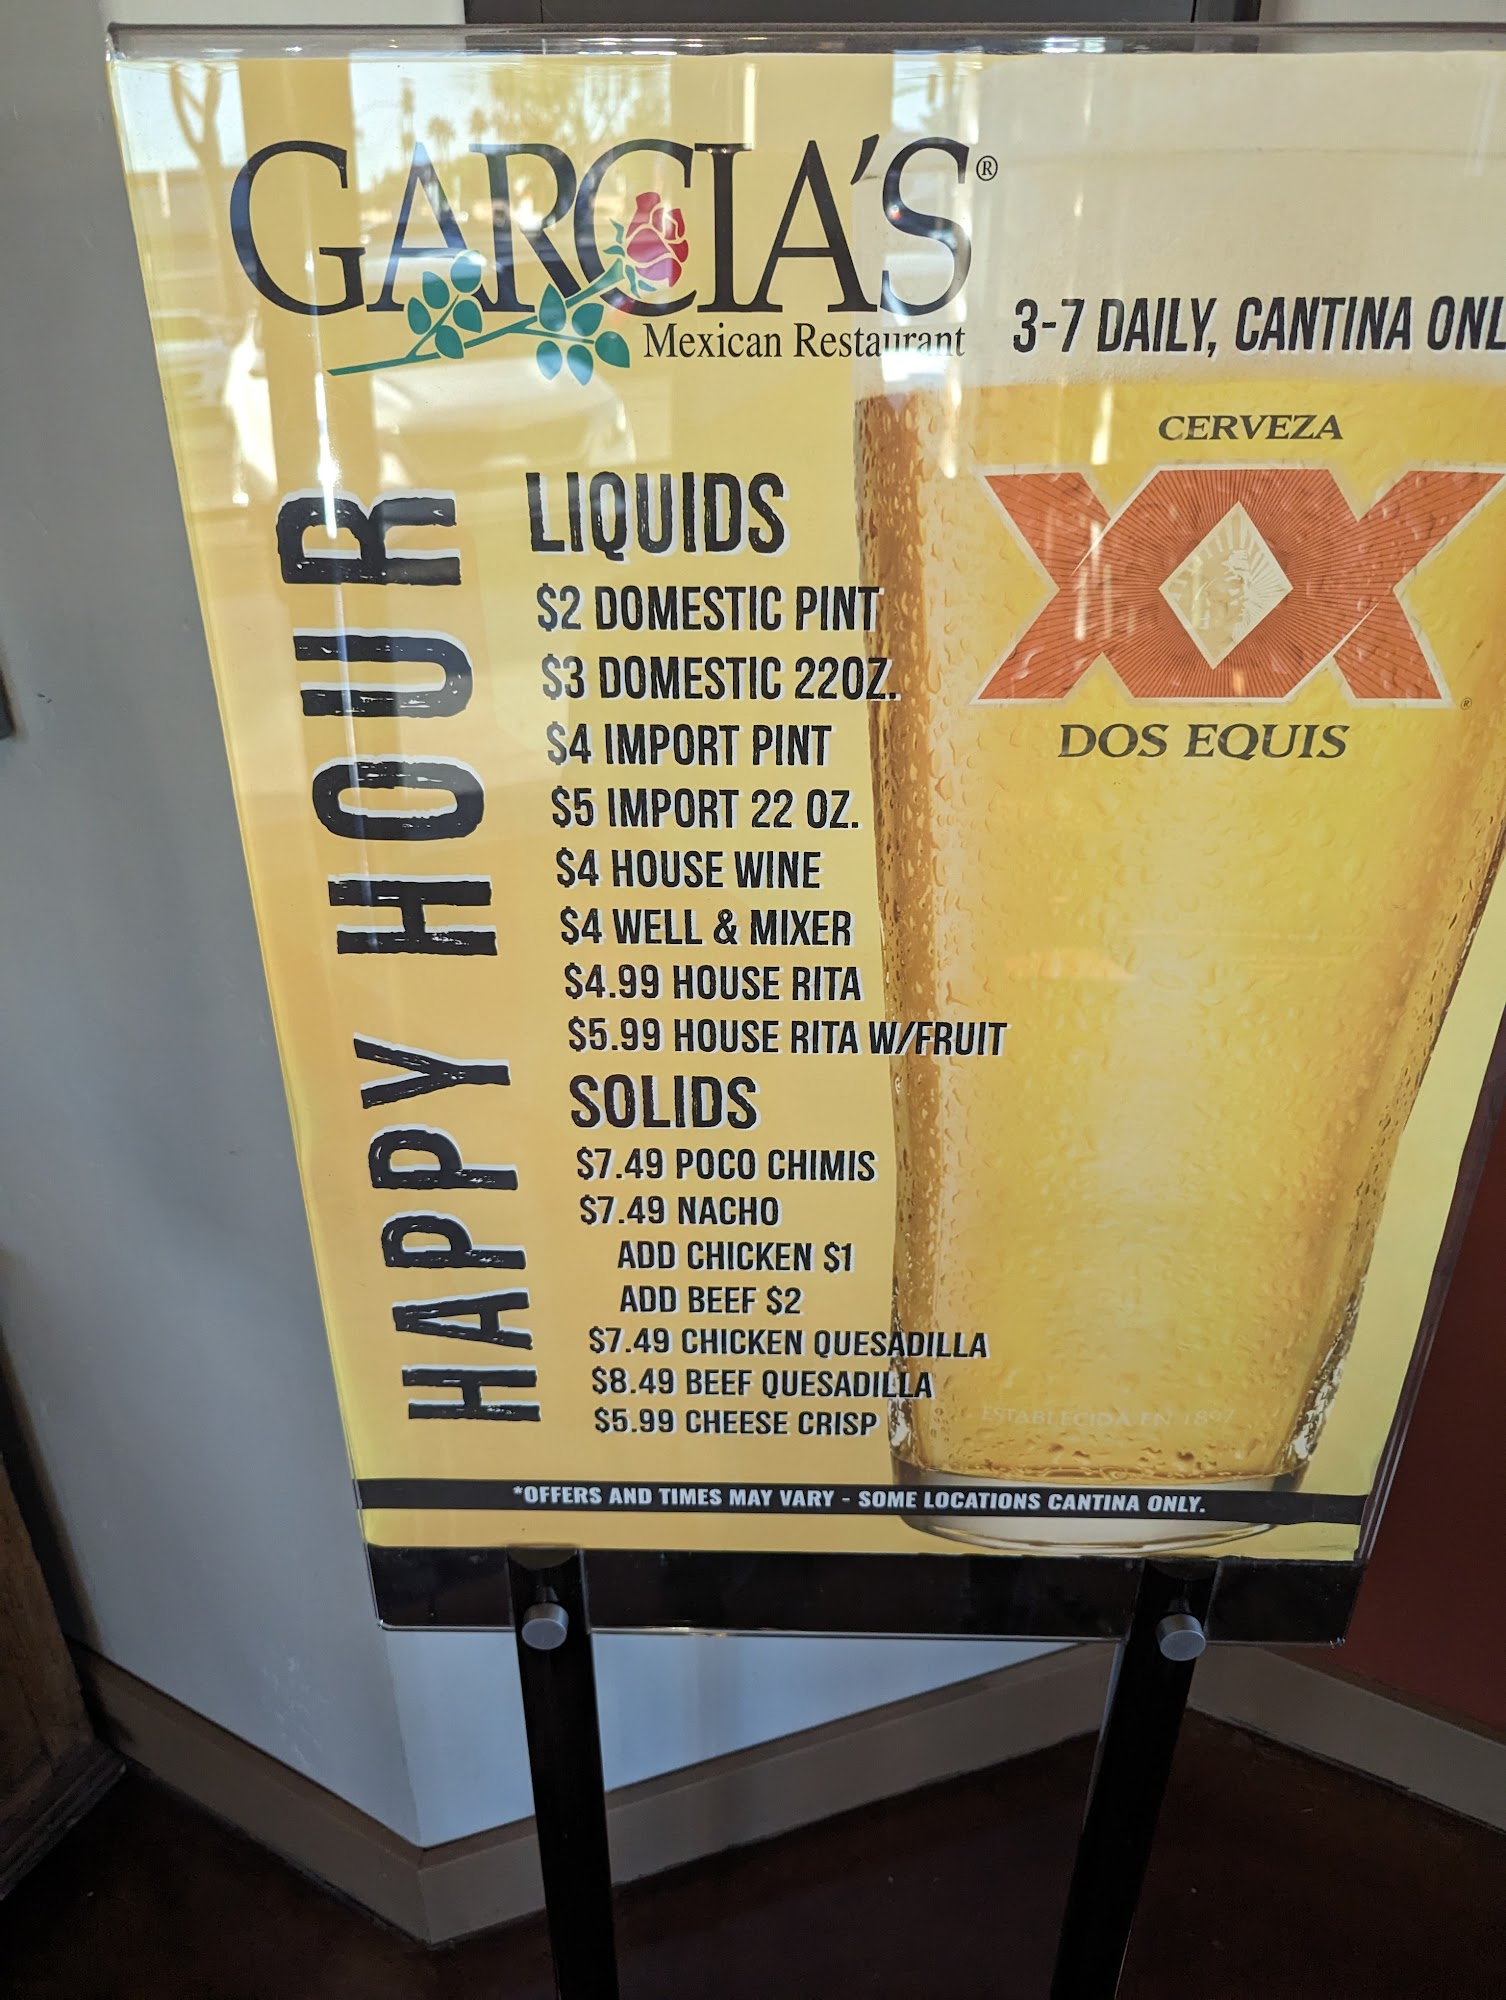 GARCIA'S®
Mexican Restaurant
3-7 DAILY, CANTINA ONL
HAPPY HOUR
LIQUIDS
$2 DOMESTIC PINT
$3 DOMESTIC 22OZ.
$4 IMPORT PINT
$5 IMPORT 22 OZ.
$4 HOUSE WINE
$4 WELL & MIXER
$4.99 HOUSE RITA
$5.99 HOUSE RITA W/FRUIT
SOLIDS
$7.49 POCO CHIMIS
$7.49 NACHO
ADD CHICKEN $1
ADD BEEF $2
$7.49 CHICKEN QUESADILLA
$8.49 BEEF QUESADILLA
$5.99 CHEESE CRISP
CERVEZA
XX
®
DOS EQUIS
ESTABLECIDA EN 1897
*OFFERS AND TIMES MAY VARY - SOME LOCATIONS CANTINA ONLY.